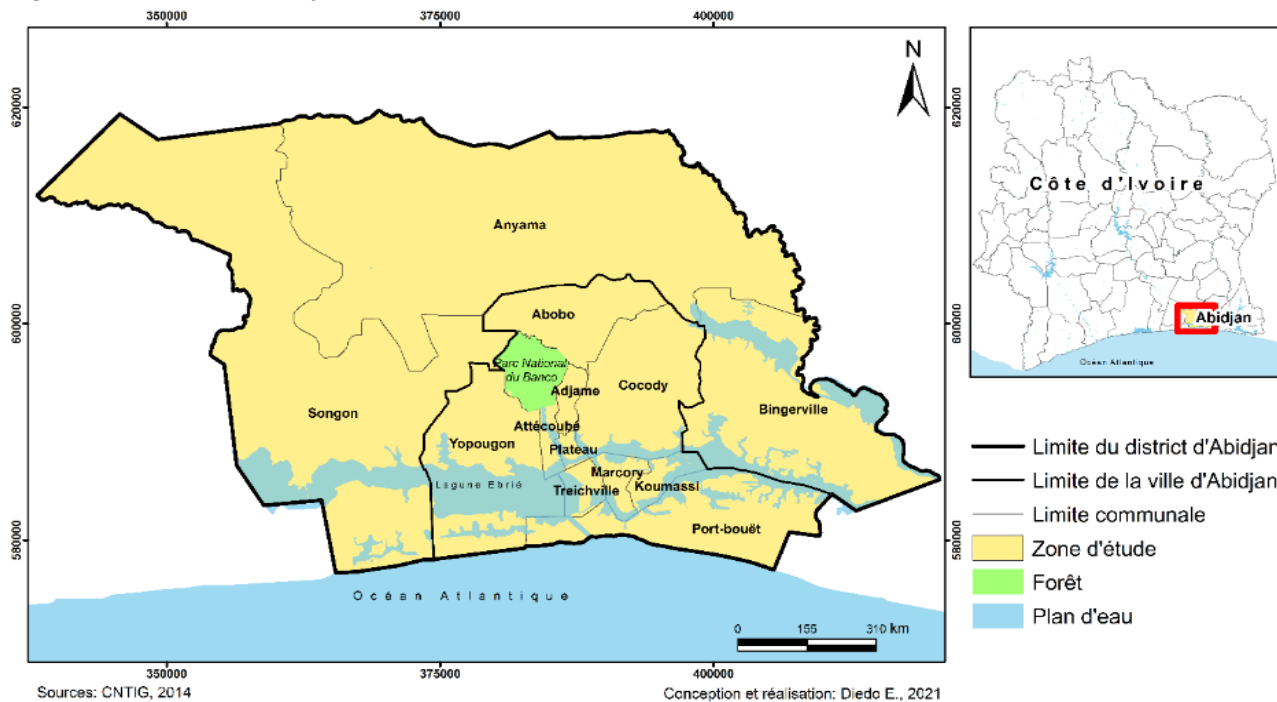 350000
375000
400000
620000
600000
580000
N
Anyama
Abobo
Parc National
du Banco
Adjame
Cocody
Bingerville
Songon
Attécoubé
Yopougon
Plateau
Marcory
Lagune Ebrié
Treichville
Koumassi
Port-bouët
Océan Atlantique
0 155 310 km
620000
600000
580000
350000
375000
400000
Sources: CNTIG, 2014
Conception et réalisation: Diedo E., 2021
Côte d'Ivoire
Abidjan
Océan Atlantique
Limite du district d'Abidjan
Limite de la ville d'Abidjan
Limite communale
Zone d'étude
Forêt
Plan d'eau